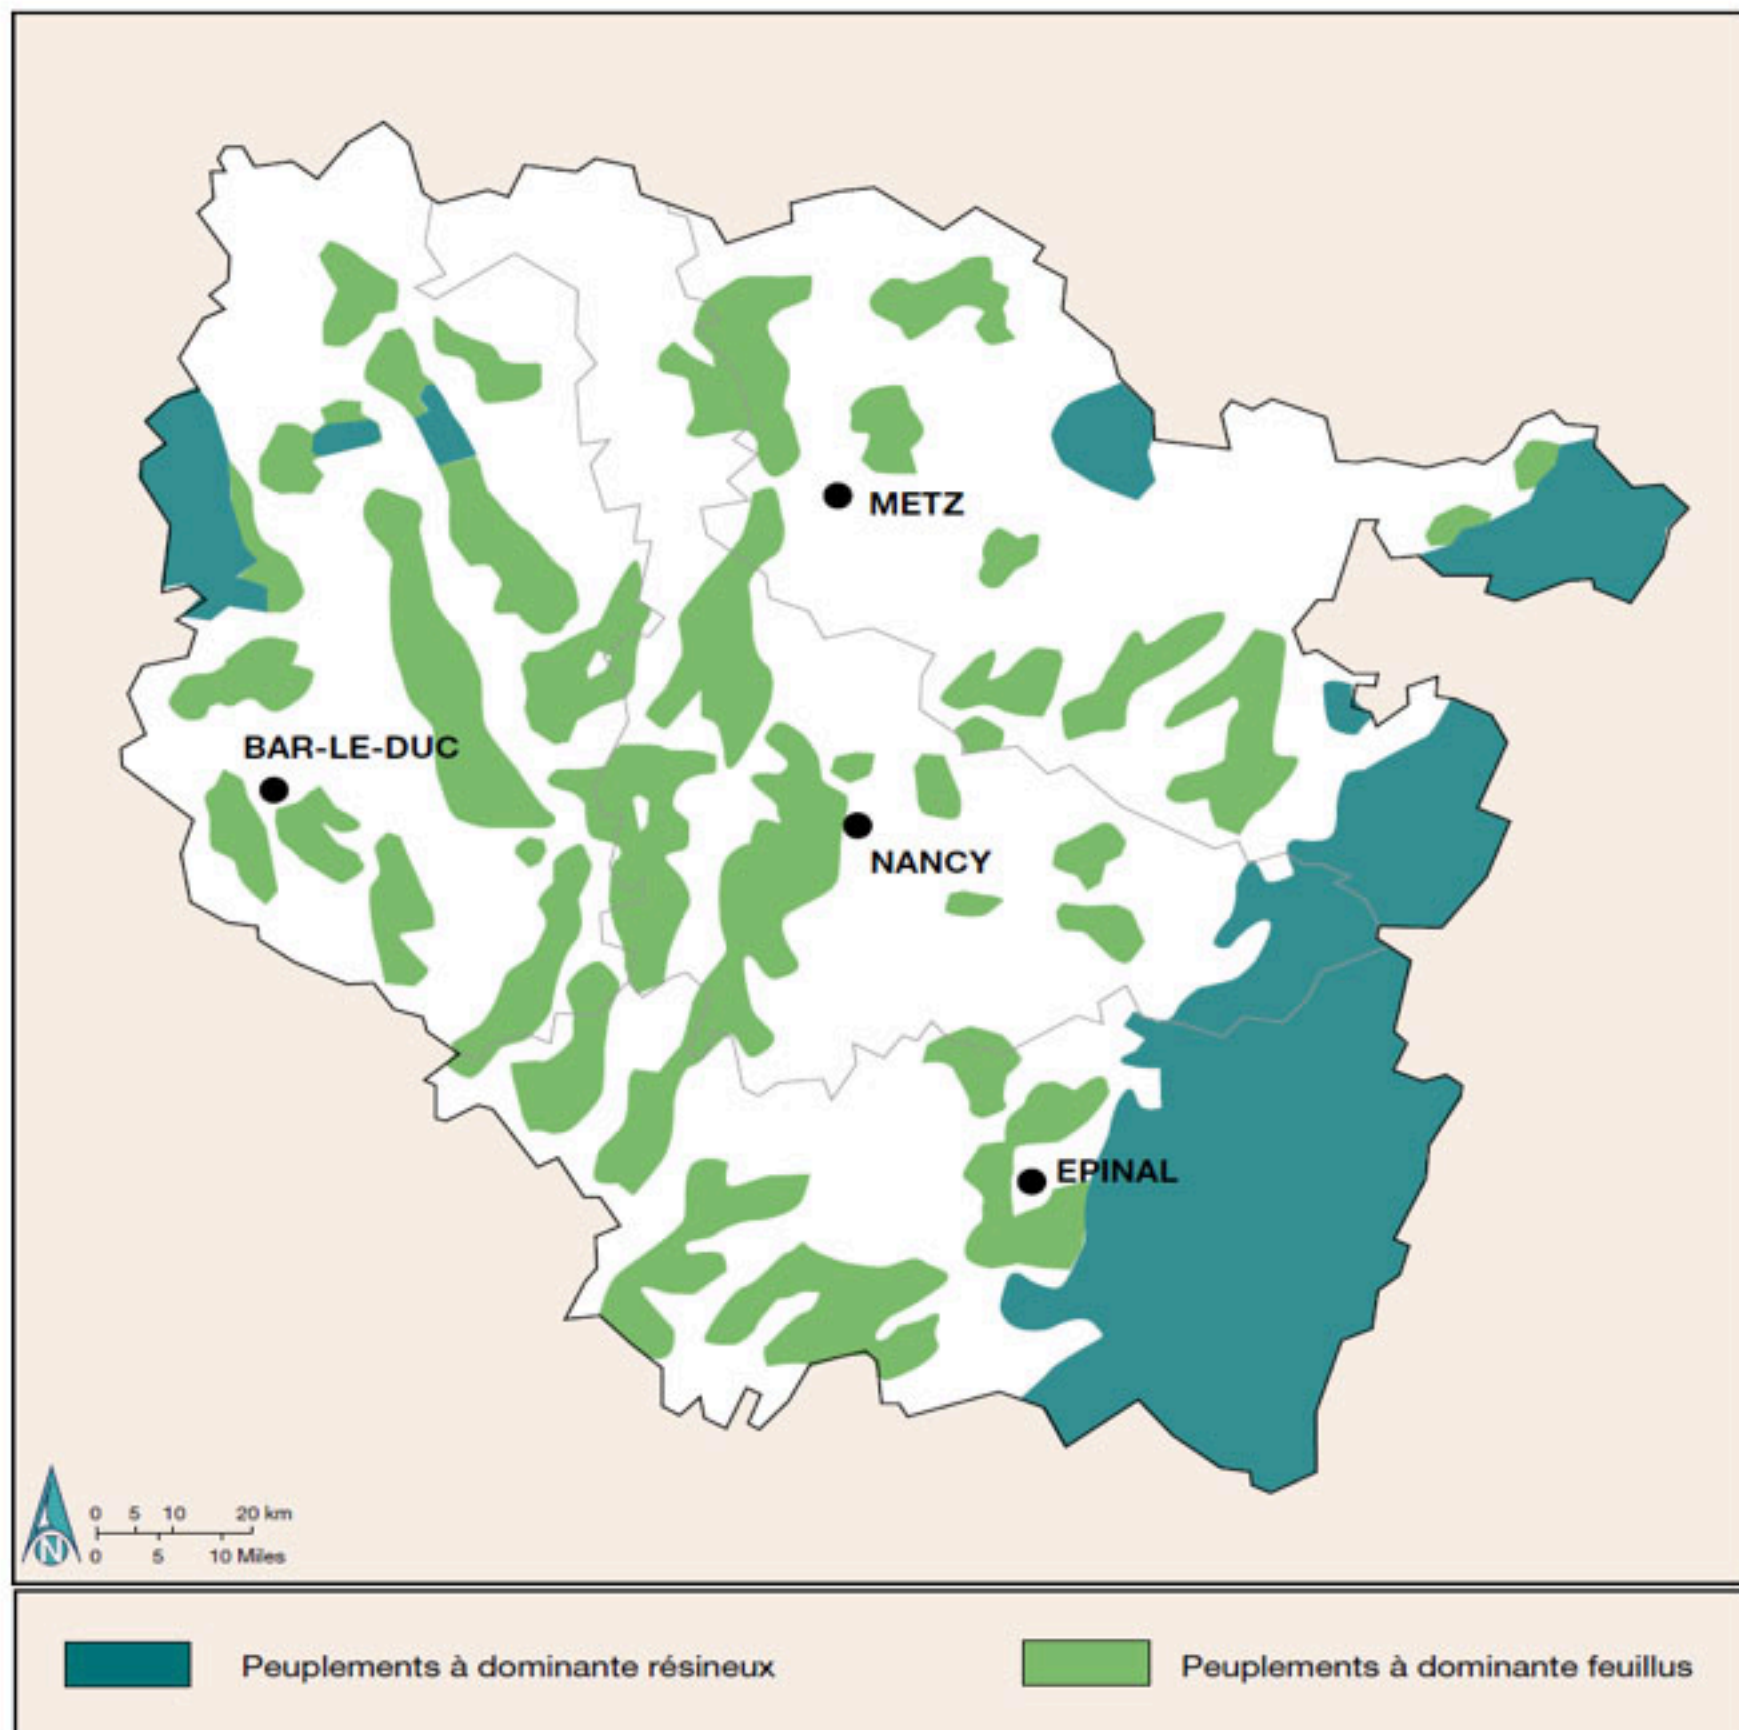 METZ
BAR-LE-DUC
NANCY
EPINAL
0 5 10 20 km
N
0 5 10 Miles
Peuplements à dominante résineux
Peuplements à dominante feuillus